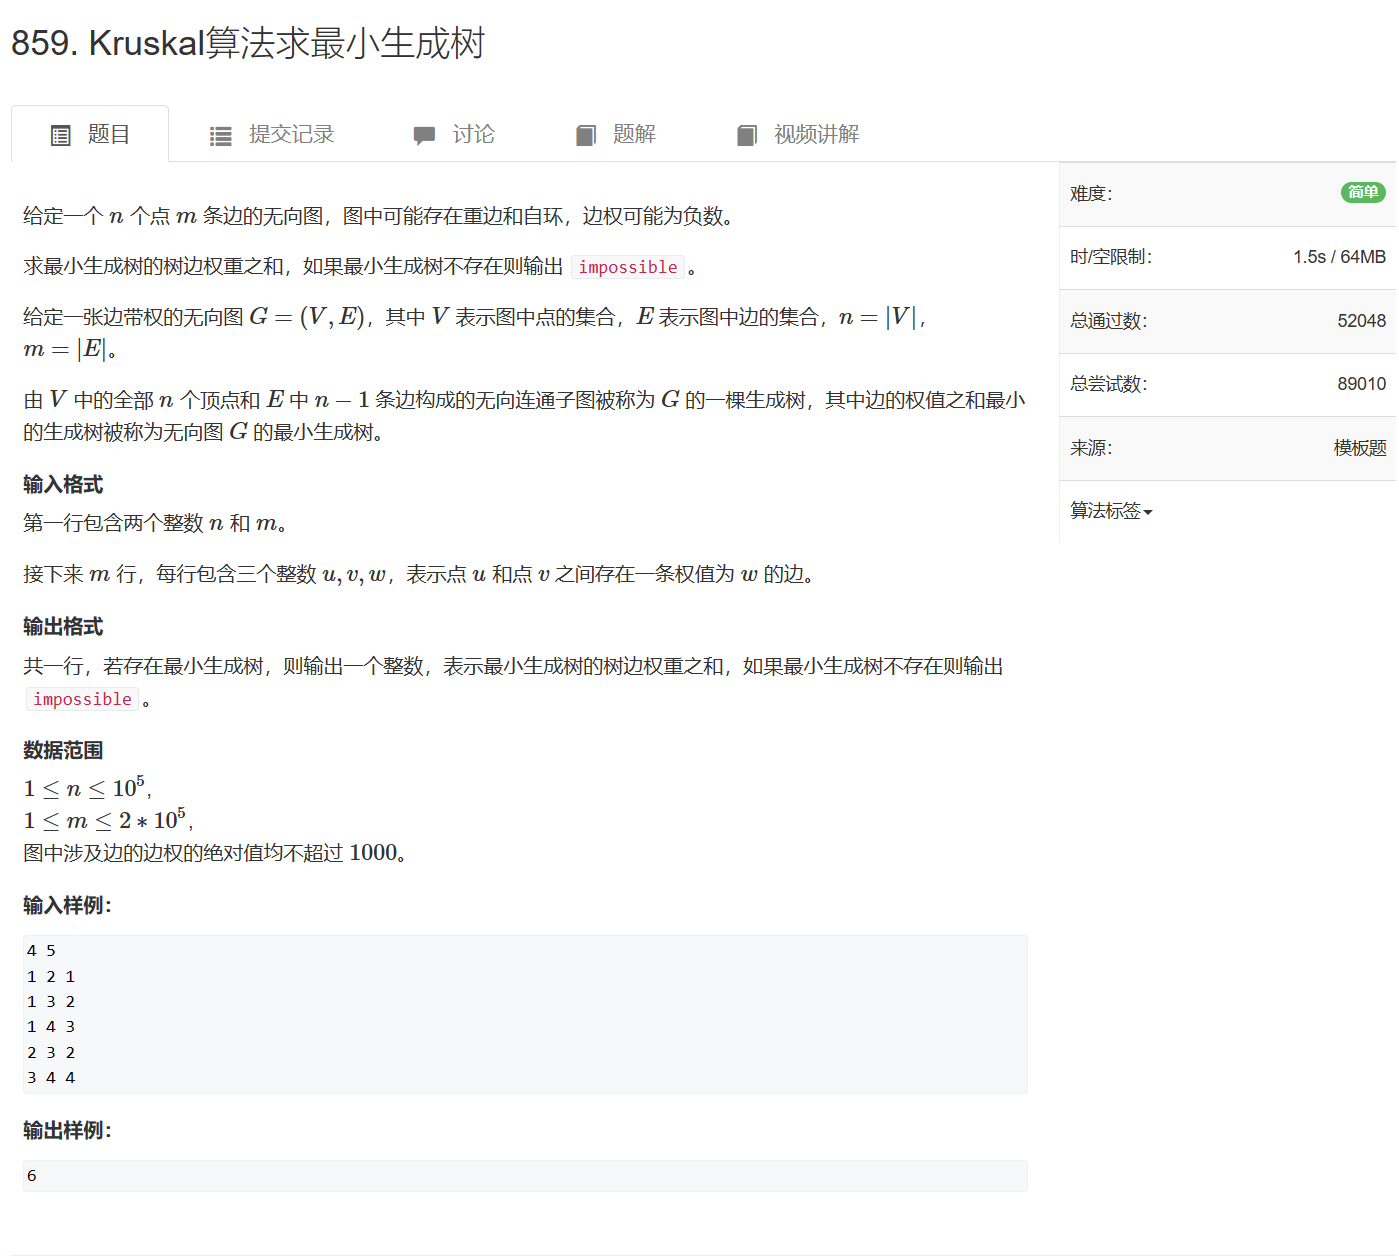 859. Kruskal算法求最小生成树
题目 提交记录 讨论 题解 视频讲解
给定一个 n 个点 m 条边的无向图，图中可能存在重边和自环，边权可能为负数。
求最小生成树的树边权重之和，如果最小生成树不存在则输出 impossible 。
给定一张边带权的无向图 G = (V, E)，其中 V 表示图中点的集合，E 表示图中边的集合，n = |V|，
m = |E|。
由 V 中的全部 n 个顶点和 E 中 n − 1 条边构成的无向连通子图被称为 G 的一棵生成树，其中边的权值之和最小
的生成树被称为无向图 G 的最小生成树。
输入格式
第一行包含两个整数 n 和 m。
接下来 m 行，每行包含三个整数 u, v, w，表示点 u 和点 v 之间存在一条权值为 w 的边。
输出格式
共一行，若存在最小生成树，则输出一个整数，表示最小生成树的树边权重之和，如果最小生成树不存在则输出
impossible 。
数据范围
1 ≤ n ≤ 10⁵,
1 ≤ m ≤ 2 ∗ 10⁵,
图中涉及边的边权的绝对值均不超过 1000。
输入样例：
4 5
1 2 1
1 3 2
1 4 3
2 3 2
3 4 4
输出样例：
6
难度： 简单
时/空限制： 1.5s / 64MB
总通过数： 52048
总尝试数： 89010
来源： 模板题
算法标签